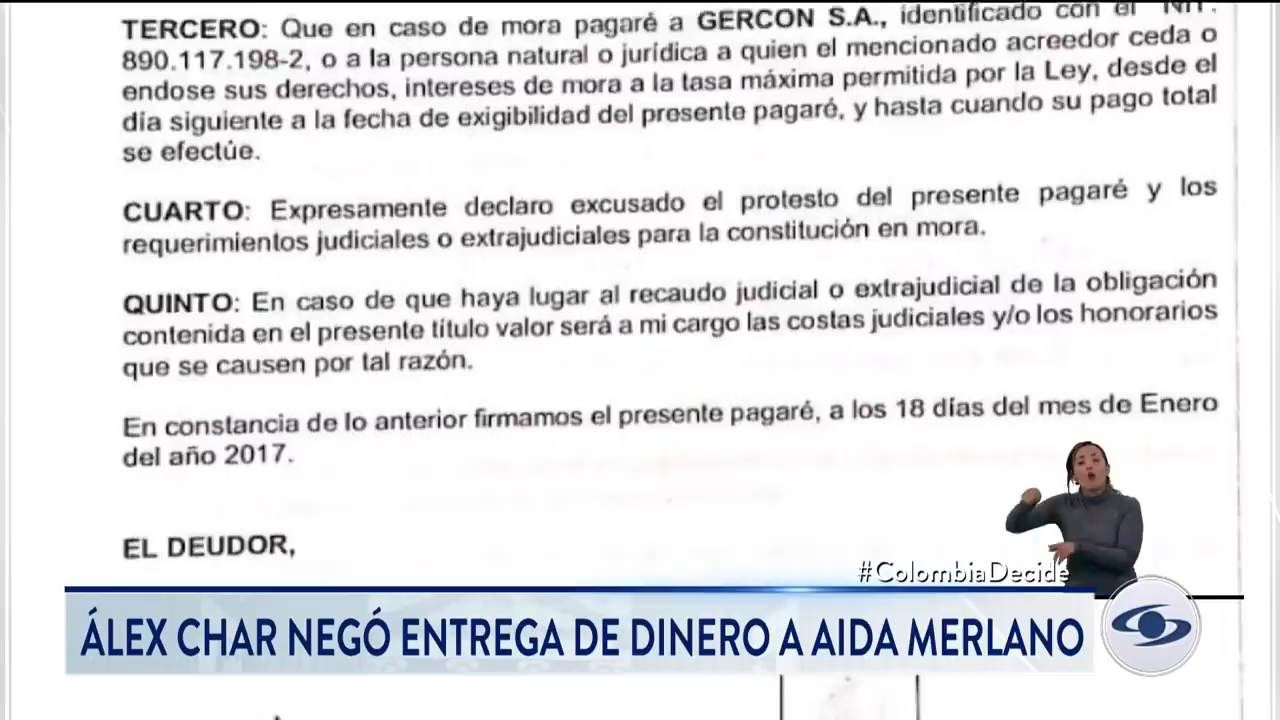 TERCERO: Que en caso de mora pagaré a GERCON S.A., identificado con el NIT.
890.117.198-2, o a la persona natural o jurídica a quien el mencionado acreedor ceda o
endose sus derechos, intereses de mora a la tasa máxima permitida por la Ley, desde el
día siguiente a la fecha de exigibilidad del presente pagaré, y hasta cuando su pago total
se efectúe.
CUARTO: Expresamente declaro excusado el protesto del presente pagaré y los
requerimientos judiciales o extrajudiciales para la constitución en mora.
QUINTO: En caso de que haya lugar al recaudo judicial o extrajudicial de la obligación
contenida en el presente título valor será a mi cargo las costas judiciales y/o los honorarios
que se causen por tal razón.
En constancia de lo anterior firmamos el presente pagaré, a los 18 días del mes de Enero
del año 2017.
EL DEUDOR,
#ColombiaDecide
ÁLEX CHAR NEGÓ ENTREGA DE DINERO A AIDA MERLANO